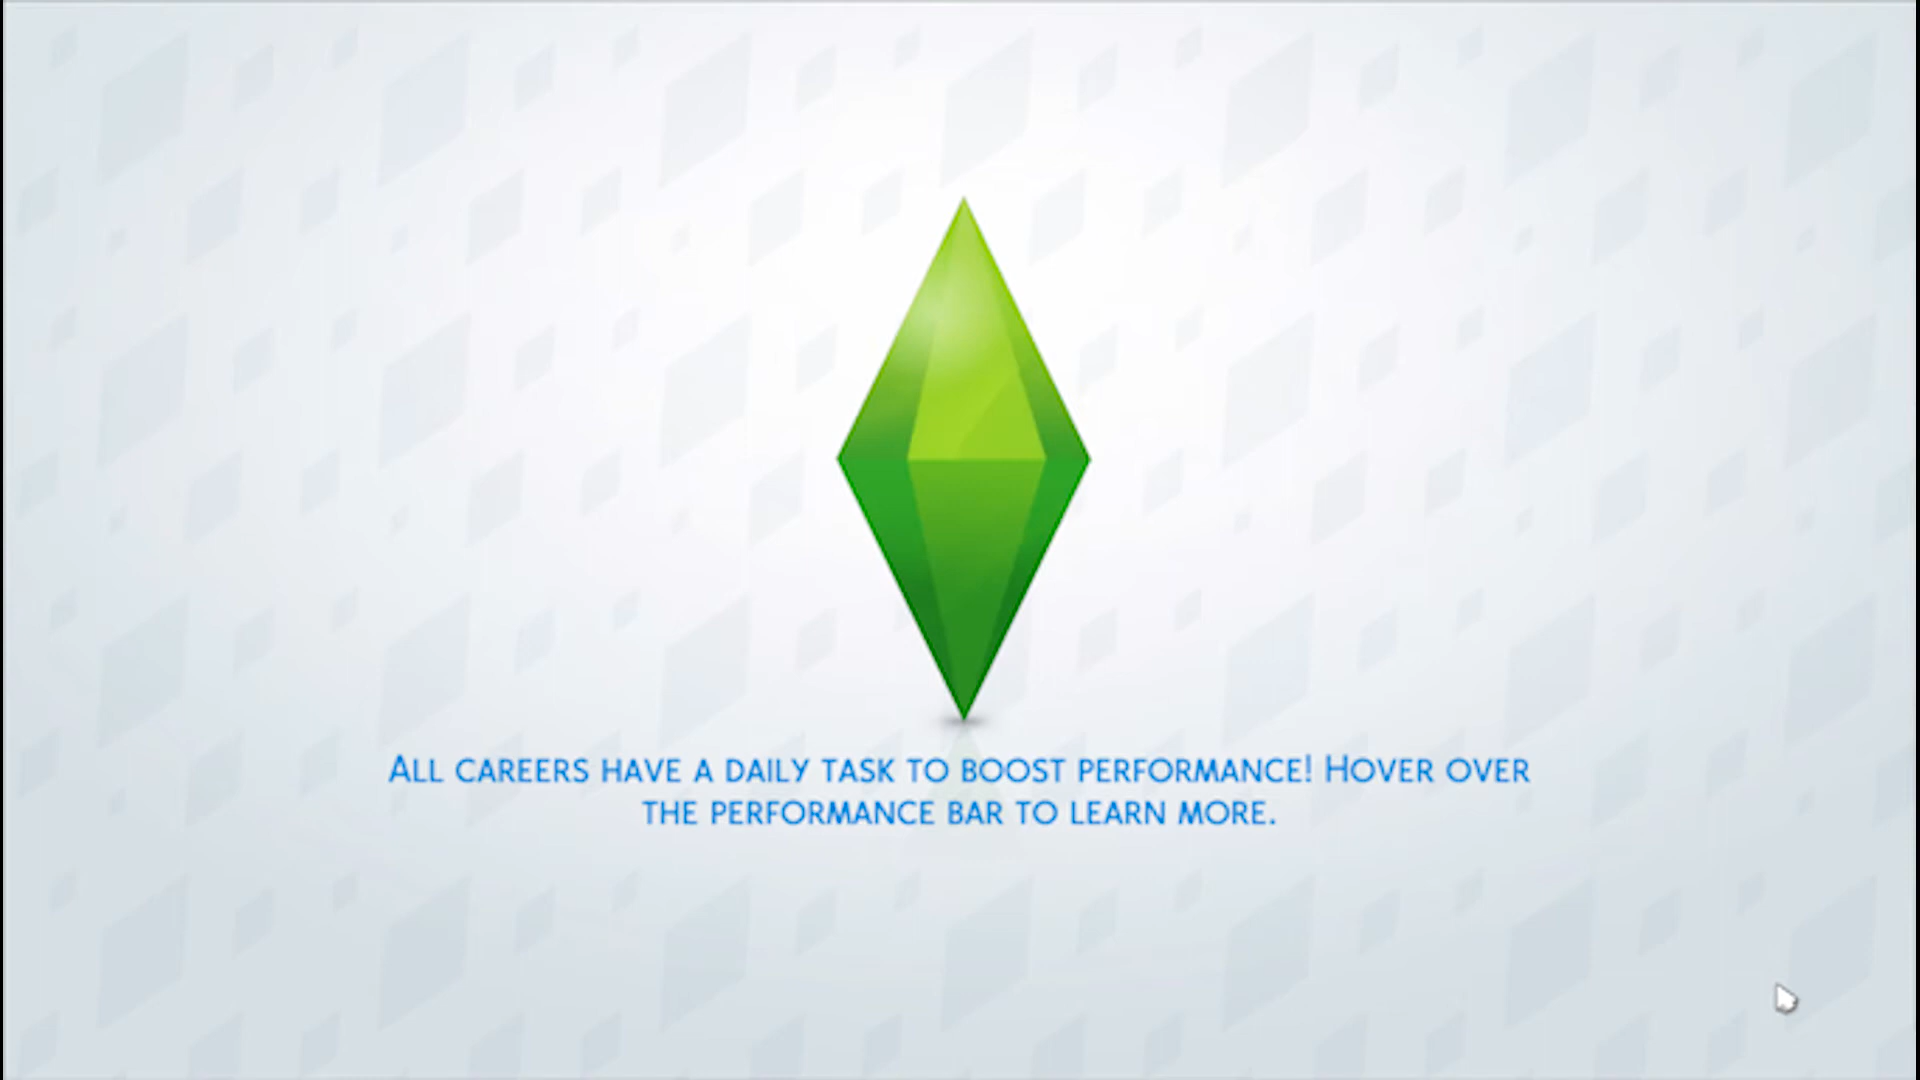 All careers have a daily task to boost performance! Hover over
the performance bar to learn more.